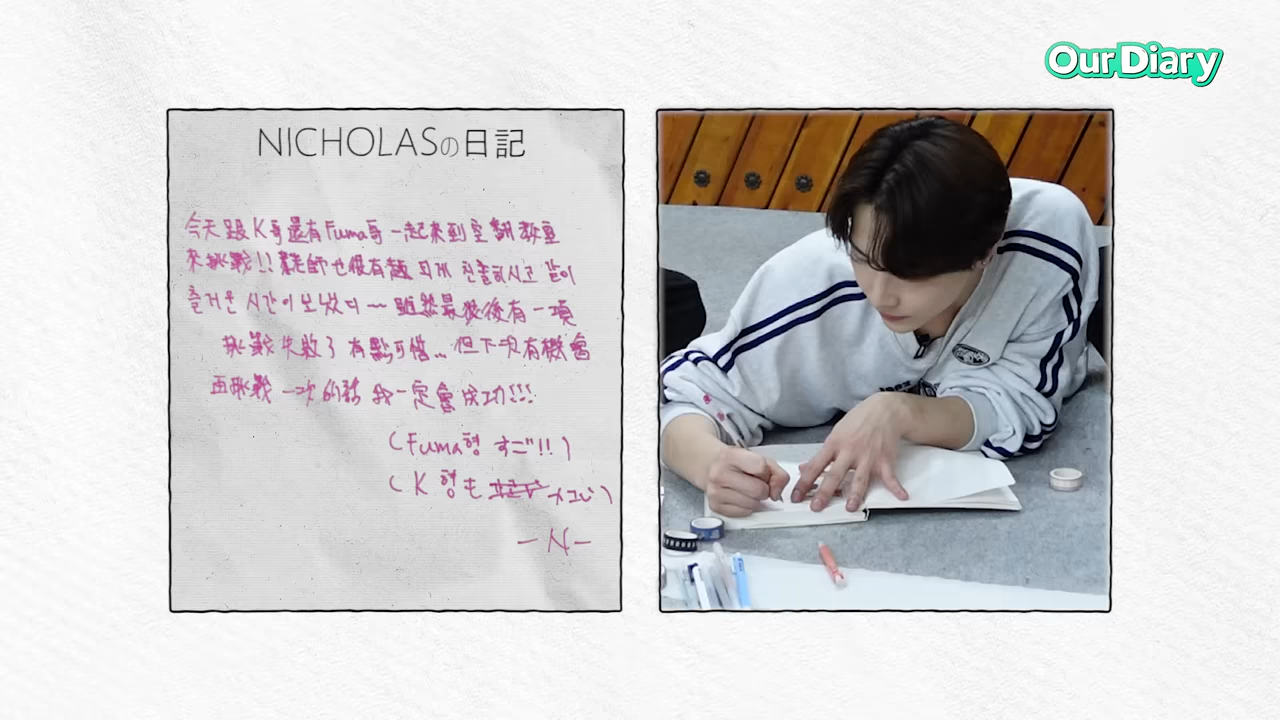 Our Diary
NICHOLASの日記
今天跟K哥還有Fuma哥一起來到空翻教室
來挑戰!! 老師也很有趣 되게 친절하시고 같이
즐거운 시간이 보냈다~~ 雖然最後有一項
挑戰失敗了有點可惜... 但下次有機會
再挑戰一次的話我一定會成功!!!
(Fuma형 すご!!)
(K형も
-N-